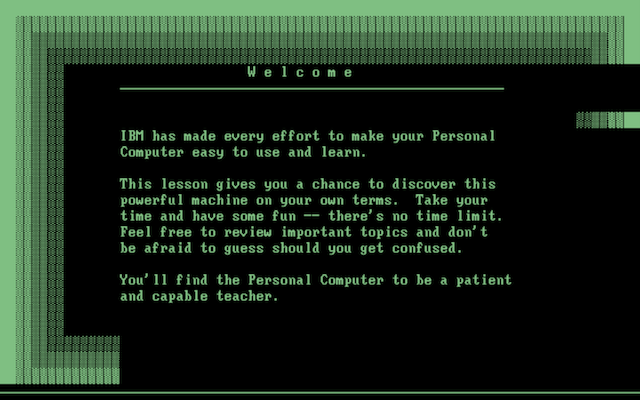 W e l c o m e
IBM has made every effort to make your Personal
Computer easy to use and learn.
This lesson gives you a chance to discover this
powerful machine on your own terms.  Take your
time and have some fun -- there's no time limit.
Feel free to review important topics and don't
be afraid to guess should you get confused.
You'll find the Personal Computer to be a patient
and capable teacher.